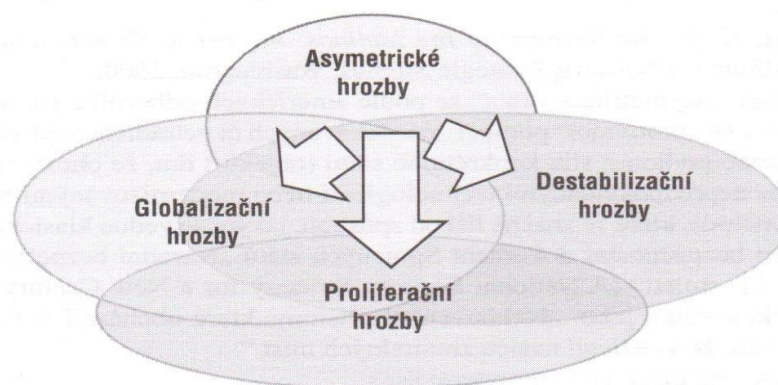 Asymetrické
hrozby
Globalizační
hrozby
Destabilizační
hrozby
Proliferační
hrozby